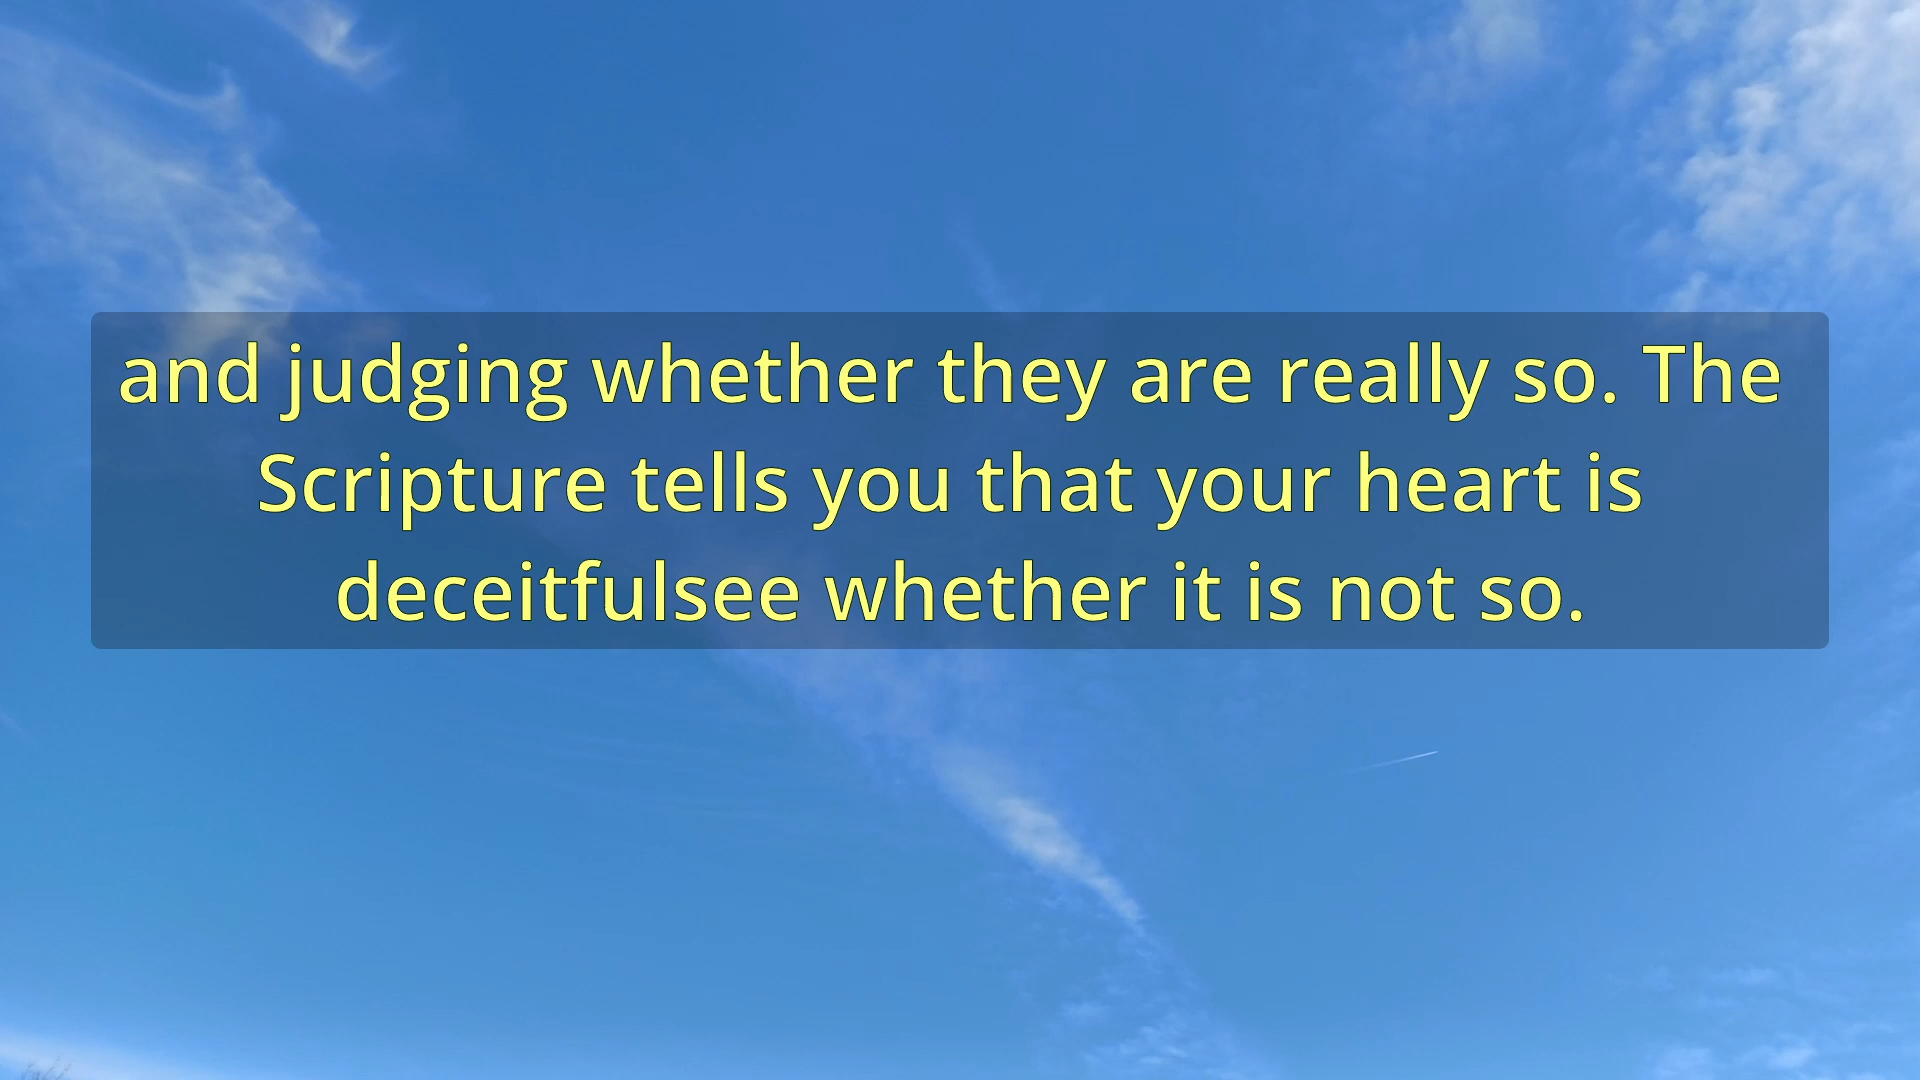 and judging whether they are really so. The
Scripture tells you that your heart is
deceitfulsee whether it is not so.